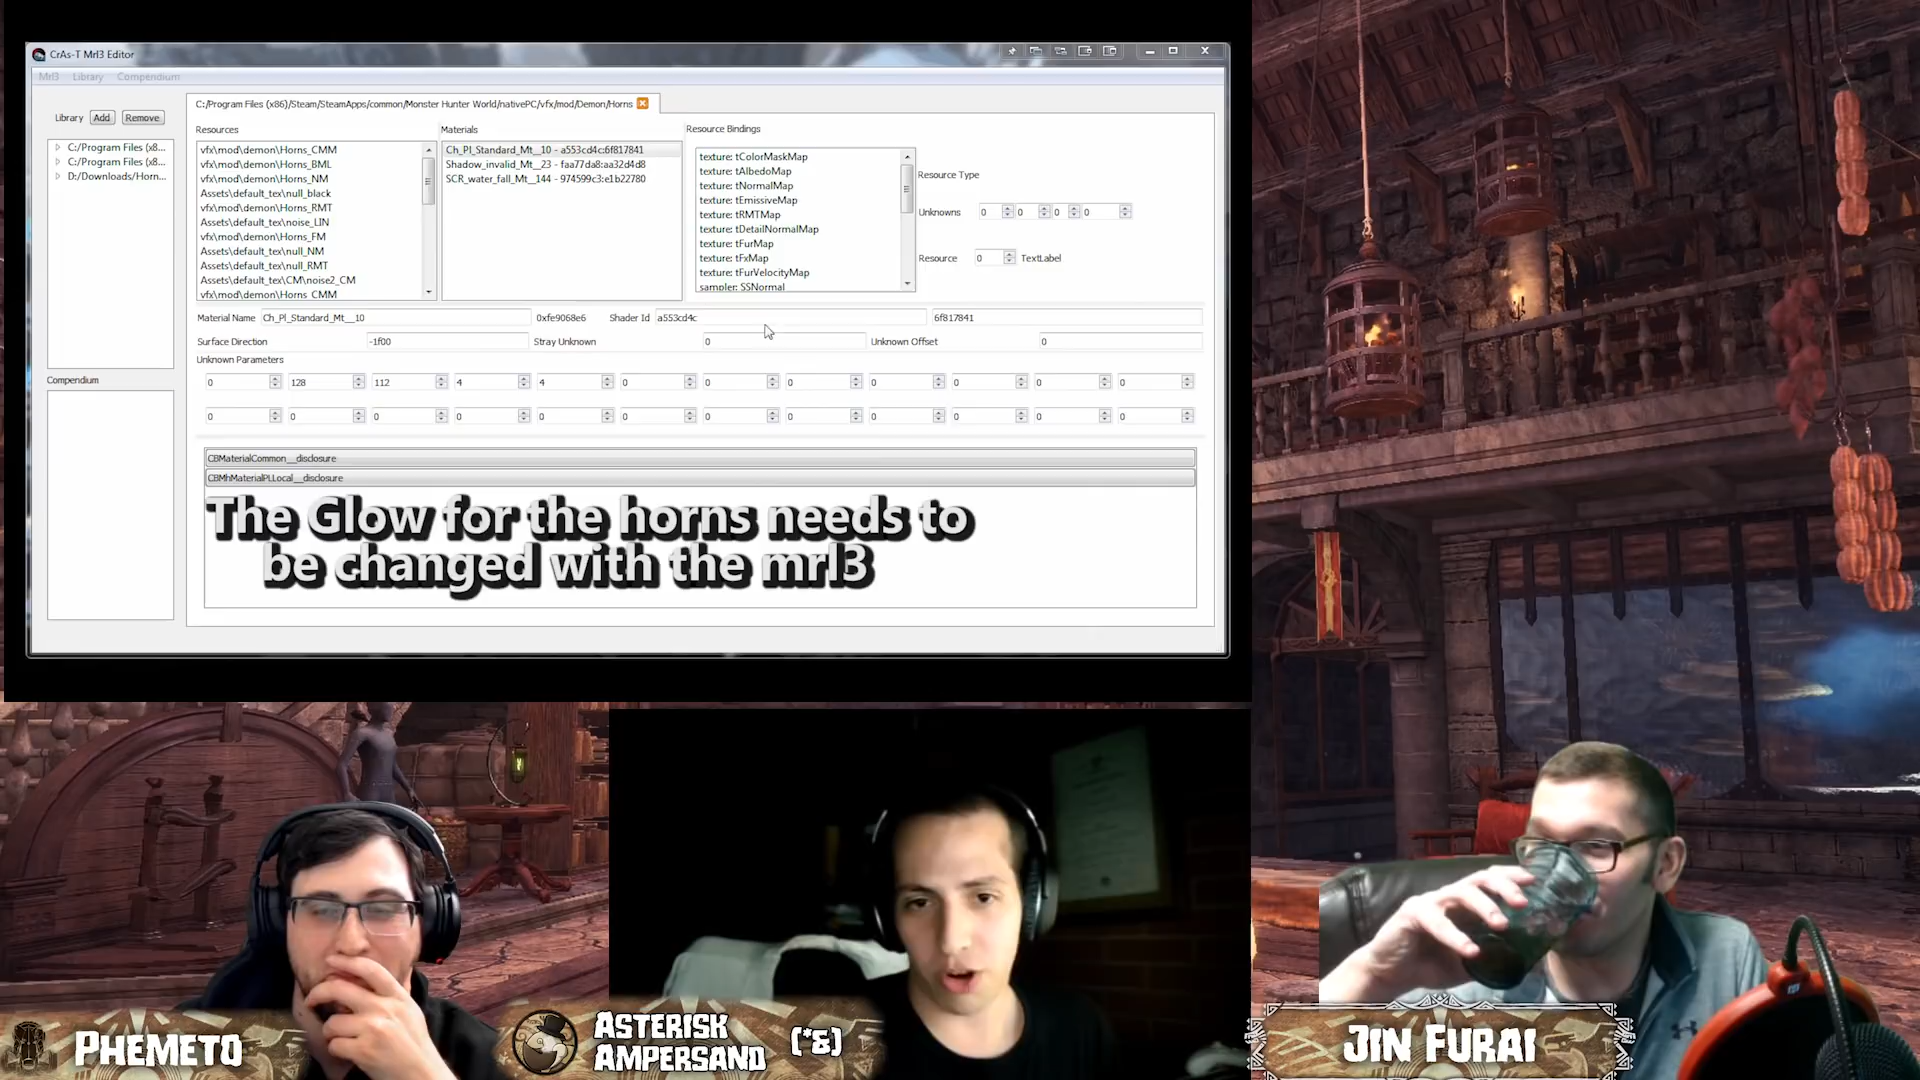 CrAs-T Mrl3 Editor
Mrl3 Library Compendium
C:/Program Files (x86)/Steam/SteamApps/common/Monster Hunter World/nativePC/vfx/mod/Demon/Horns
Library Add Remove
C:/Program Files (x8...
C:/Program Files (x8...
D:/Downloads/Horn...
Compendium
Resources
vfx\mod\demon\Horns_CMM
vfx\mod\demon\Horns_BML
vfx\mod\demon\Horns_NM
Assets\default_tex\null_black
vfx\mod\demon\Horns_RMT
Assets\default_tex\noise_LIN
vfx\mod\demon\Horns_FM
Assets\default_tex\null_NM
Assets\default_tex\null_RMT
Assets\default_tex\CM\noise2_CM
vfx\mod\demon\Horns_CMM
Materials
Ch_Pl_Standard_Mt__10 - a553cd4c:6f817841
Shadow_invalid_Mt__23 - faa77da8:aa32d4d8
SCR_water_fall_Mt__144 - 974599c3:e1b22780
Resource Bindings
texture: tColorMaskMap
texture: tAlbedoMap
texture: tNormalMap
texture: tEmissiveMap
texture: tRMTMap
texture: tDetailNormalMap
texture: tFurMap
texture: tFxMap
texture: tFurVelocityMap
sampler: SSNormal
Resource Type
Unknowns 0 0 0 0
Resource 0 TextLabel
Material Name Ch_Pl_Standard_Mt__10 0xfe9068e6 Shader Id a553cd4c 6f817841
Surface Direction -1f00 Stray Unknown 0 Unknown Offset 0
Unknown Parameters
0 128 112 4 4 0 0 0 0 0 0 0
0 0 0 0 0 0 0 0 0 0 0 0
CBMaterialCommon__disclosure
CBMhMaterialPLLocal__disclosure
The Glow for the horns needs to
be changed with the mrl3
Phemeto
Asterisk
Ampersand
(*&)
Jin Furai